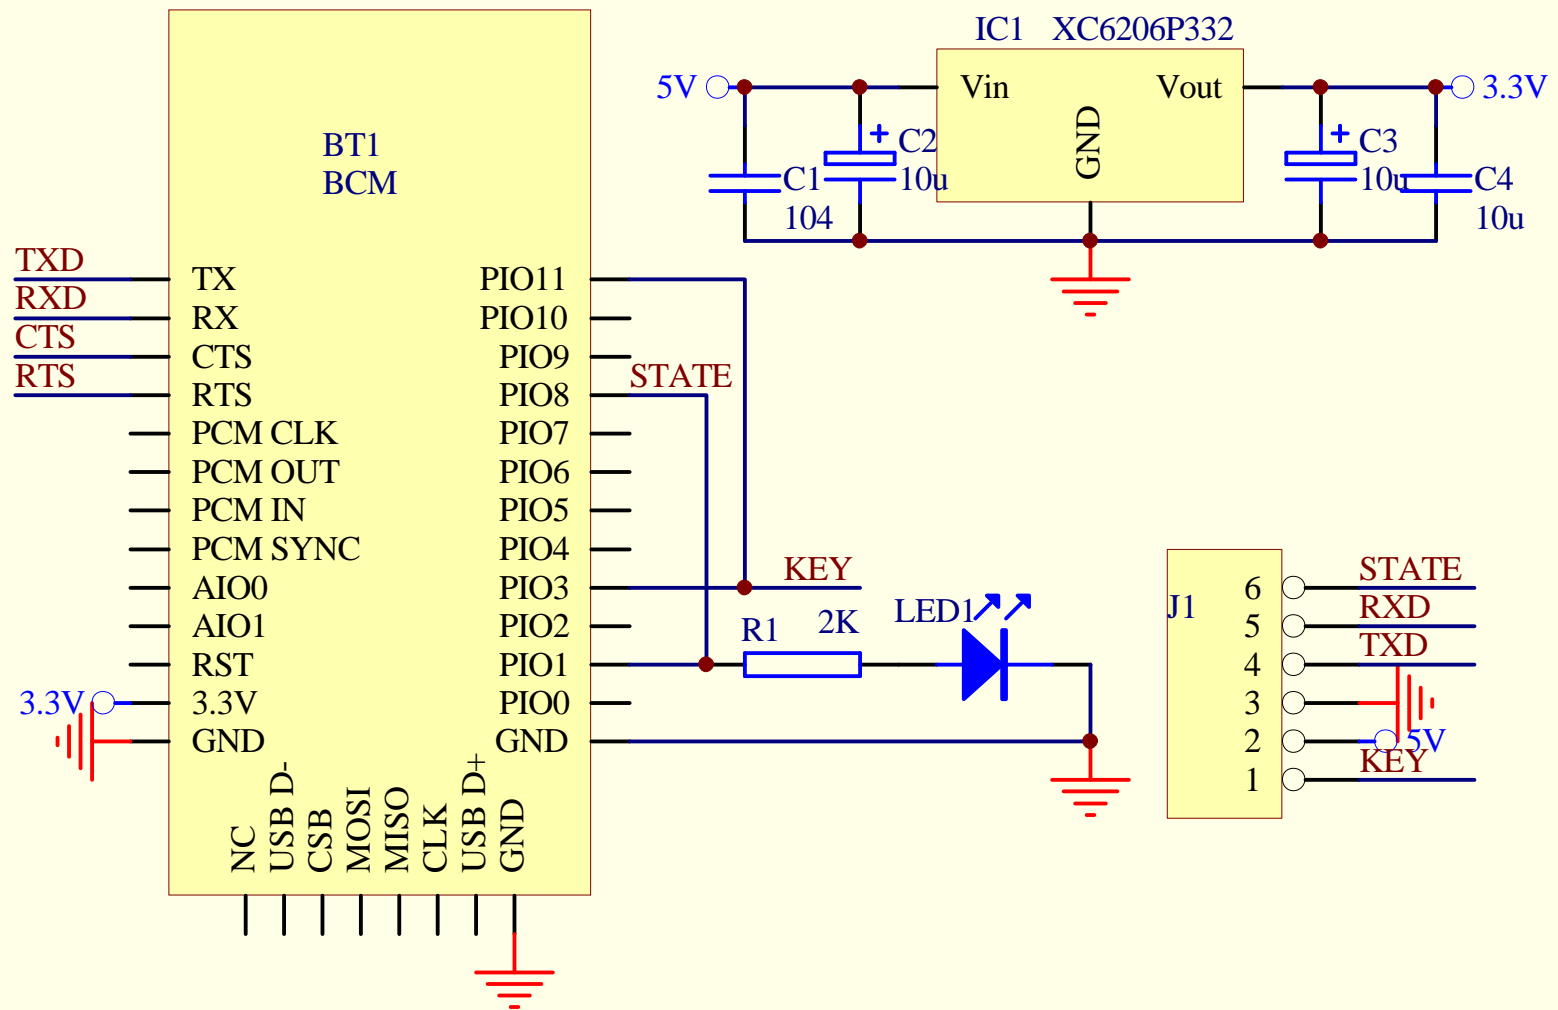 IC1 XC6206P332
5V
Vin
Vout
3.3V
GND
C2
10u
C1
104
C3
10u
C4
10u
BT1
BCM
TXD
RXD
CTS
RTS
TX
RX
CTS
RTS
PCM CLK
PCM OUT
PCM IN
PCM SYNC
AIO0
AIO1
RST
3.3V
3.3V
GND
PIO11
PIO10
PIO9
PIO8
PIO7
PIO6
PIO5
PIO4
PIO3
PIO2
PIO1
PIO0
GND
NC
USB D-
CSB
MOSI
MISO
CLK
USB D+
GND
STATE
KEY
R1
2K
LED1
J1
6
5
4
3
2
1
STATE
RXD
TXD
5V
KEY
+
+